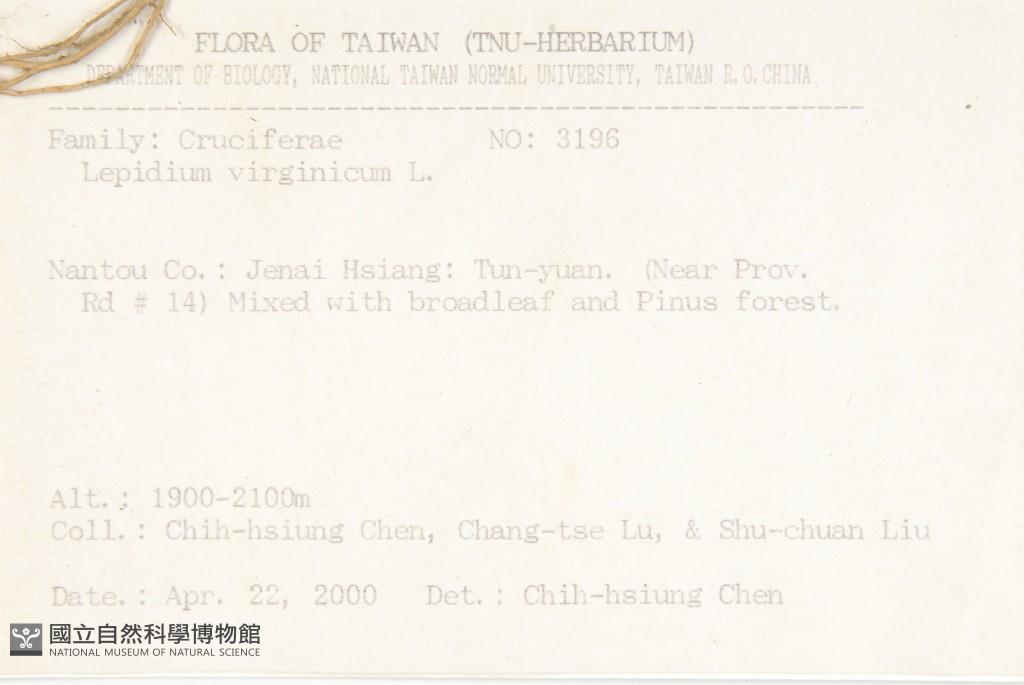 FLORA OF TAIWAN (TNU-HERBARIUM)
DEPARTMENT OF BIOLOGY, NATIONAL TAIWAN NORMAL UNIVERSITY, TAIWAN R.O.CHINA
Family: Cruciferae NO: 3196
Lepidium virginicum L.
Nantou Co.: Jenai Hsiang: Tun-yuan. (Near Prov.
Rd # 14) Mixed with broadleaf and Pinus forest.
Alt.: 1900-2100m
Coll.: Chih-hsiung Chen, Chang-tse Lu, & Shu-chuan Liu
Date.: Apr. 22, 2000 Det.: Chih-hsiung Chen
國立自然科學博物館
NATIONAL MUSEUM OF NATURAL SCIENCE